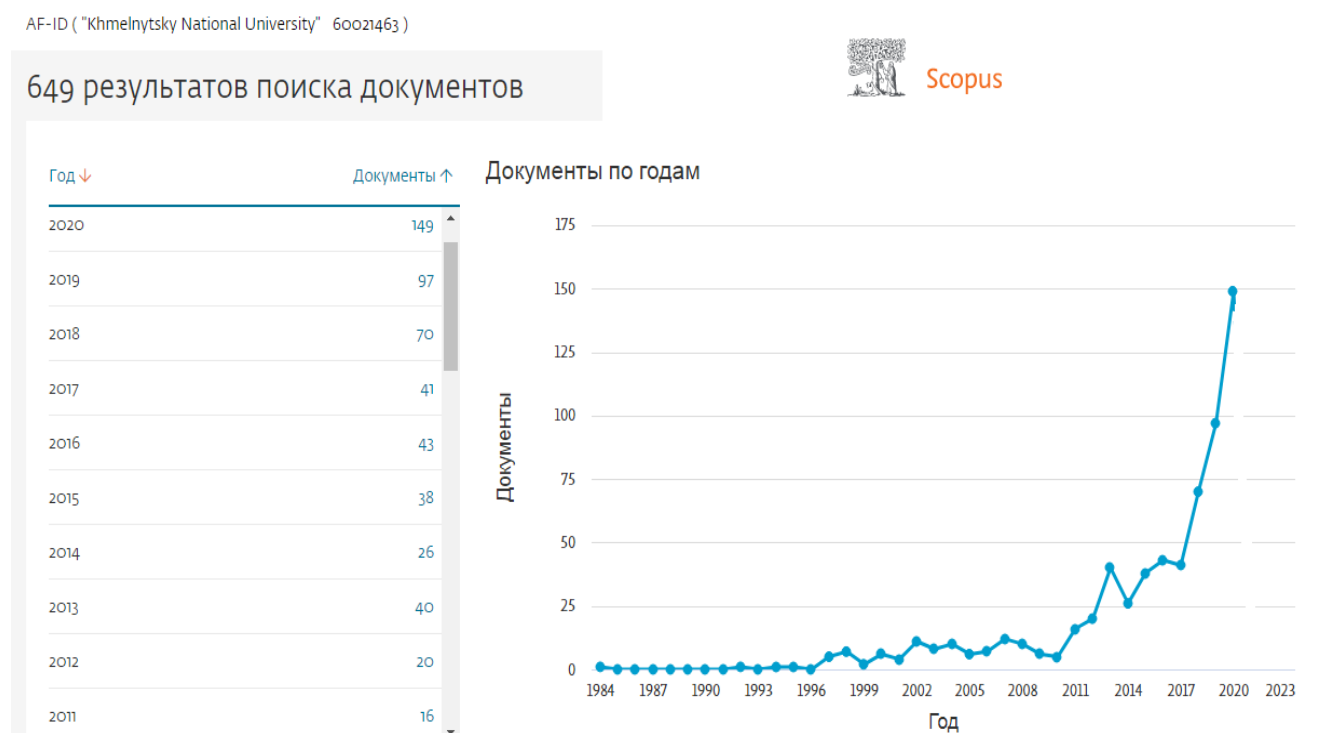 AF-ID ( "Khmelnytsky National University" 60021463 )
649 результатов поиска документов
Scopus
Год ↓ Документы ↑
2020 149
2019 97
2018 70
2017 41
2016 43
2015 38
2014 26
2013 40
2012 20
2011 16
Документы по годам
175
150
125
100
75
50
25
0
Документы
1984 1987 1990 1993 1996 1999 2002 2005 2008 2011 2014 2017 2020 2023
Год